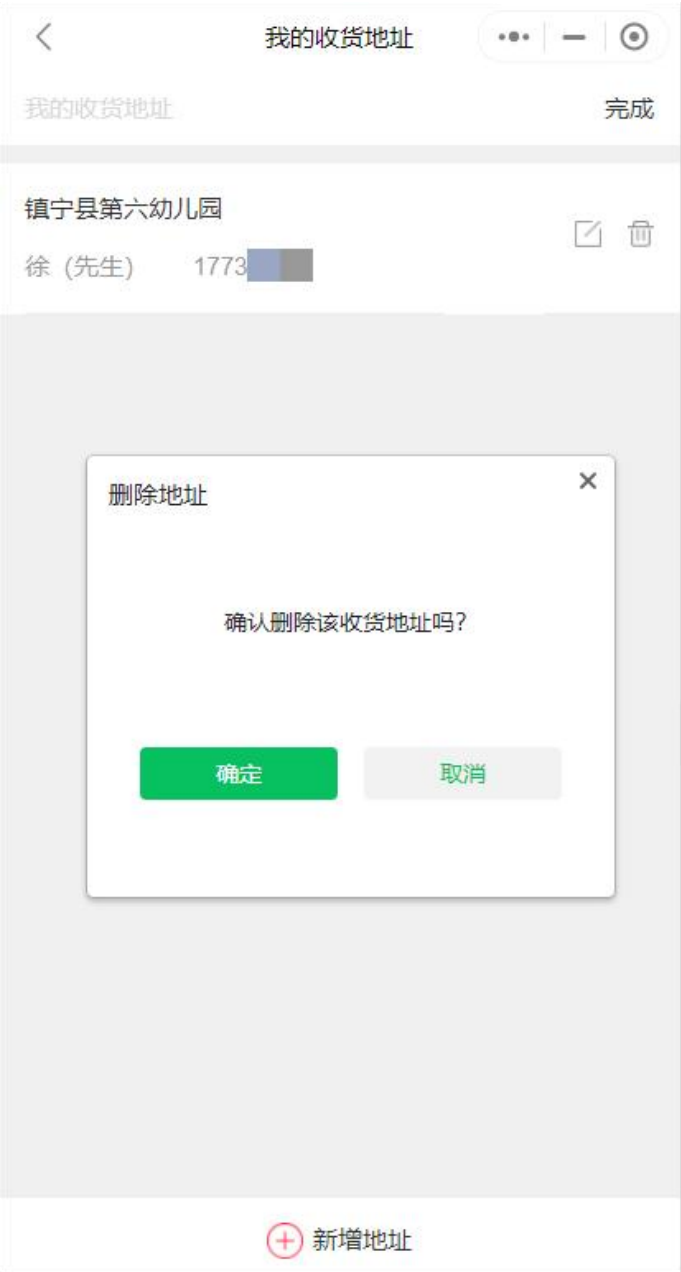 我的收货地址
我的收货地址 完成
镇宁县第六幼儿园
徐（先生） 1773
删除地址
确认删除该收货地址吗?
确定 取消
新增地址